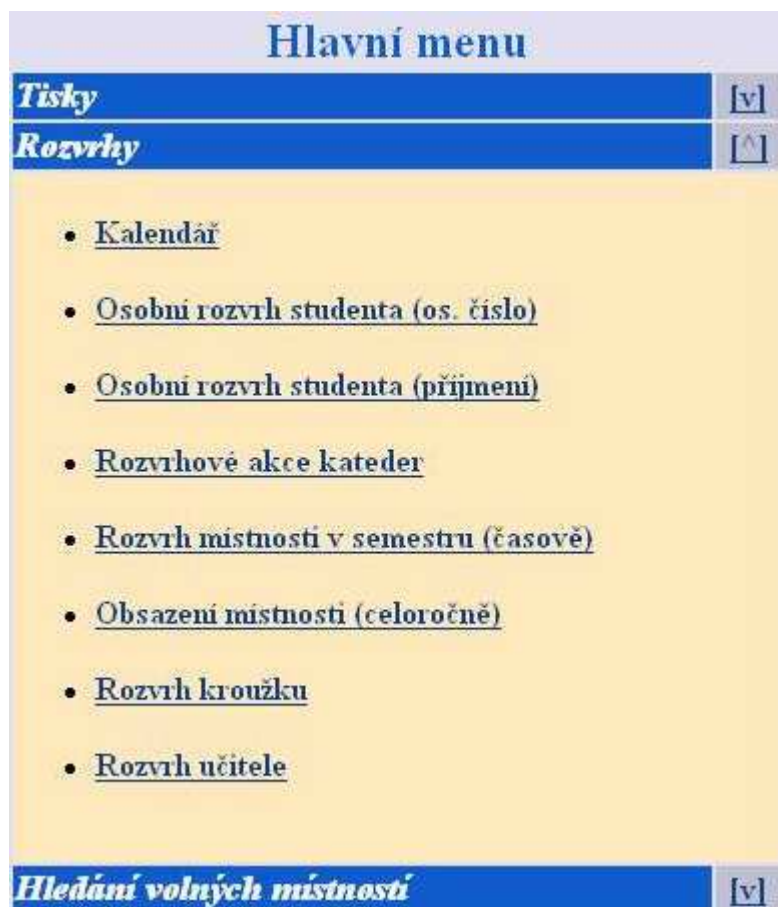 Hlavní menu
Tisky [v]
Rozvrhy [^]
• Kalendář
• Osobní rozvrh studenta (os. číslo)
• Osobní rozvrh studenta (příjmení)
• Rozvrhové akce kateder
• Rozvrh místnosti v semestru (časově)
• Obsazení místnosti (celoročně)
• Rozvrh kroužku
• Rozvrh učitele
Hledání volných místností [v]